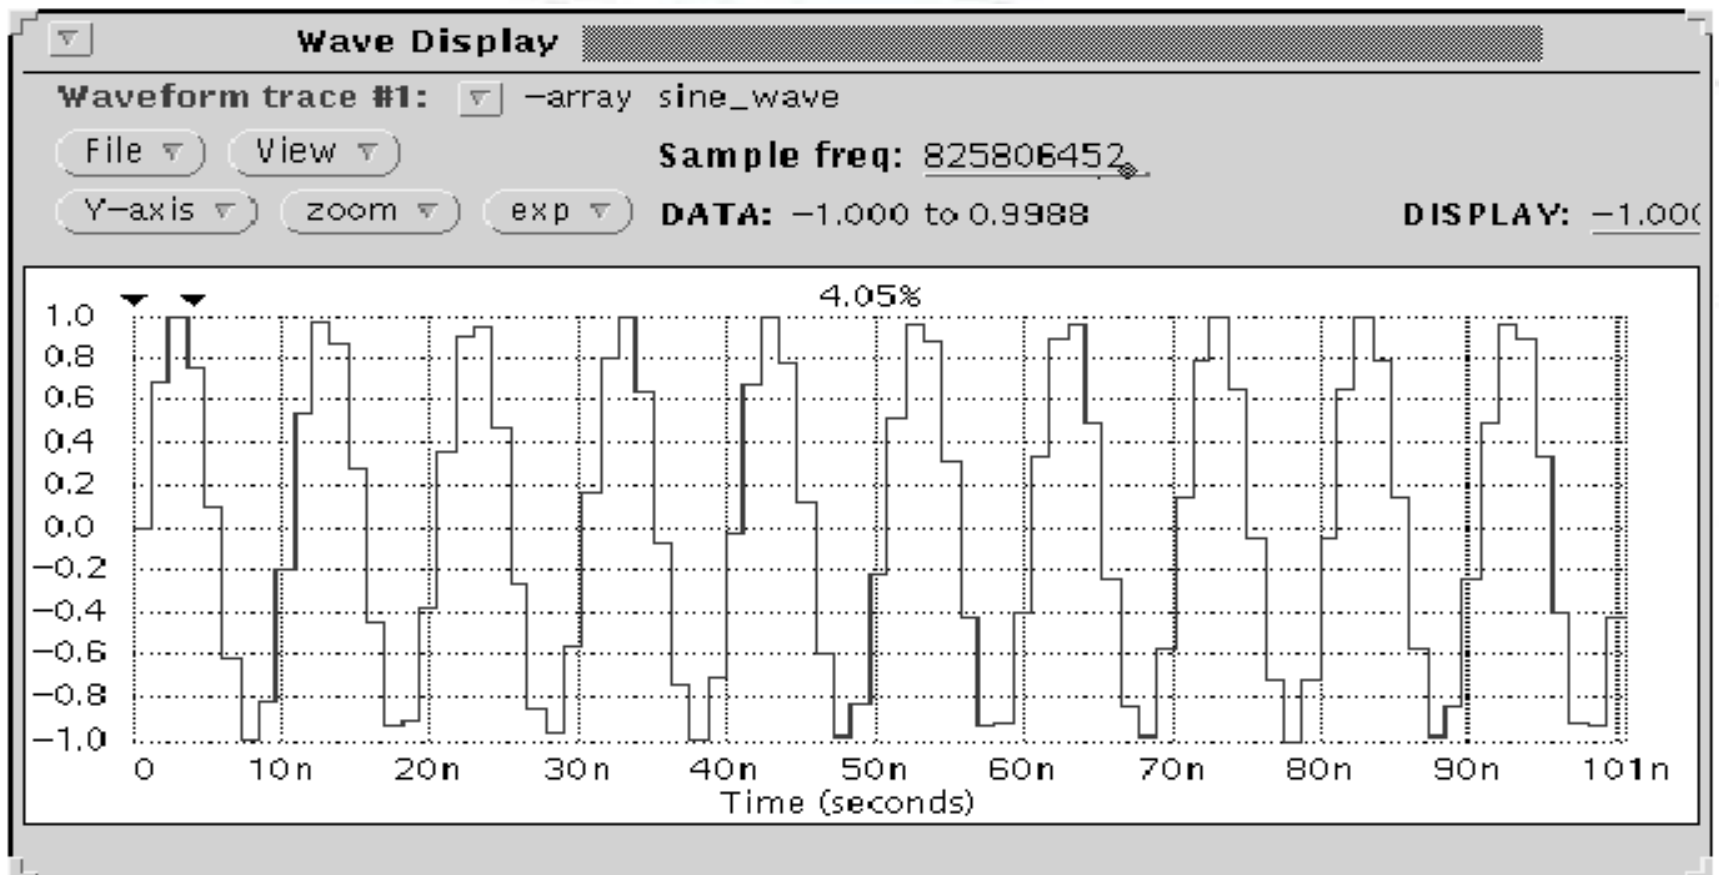 Wave Display
Waveform trace #1: -array sine_wave
File View Sample freq: 825806452
Y-axis zoom exp DATA: -1.000 to 0.9988 DISPLAY: -1.000
4.05%
1.0
0.8
0.6
0.4
0.2
0.0
-0.2
-0.4
-0.6
-0.8
-1.0
0 10n 20n 30n 40n 50n 60n 70n 80n 90n 101n
Time (seconds)